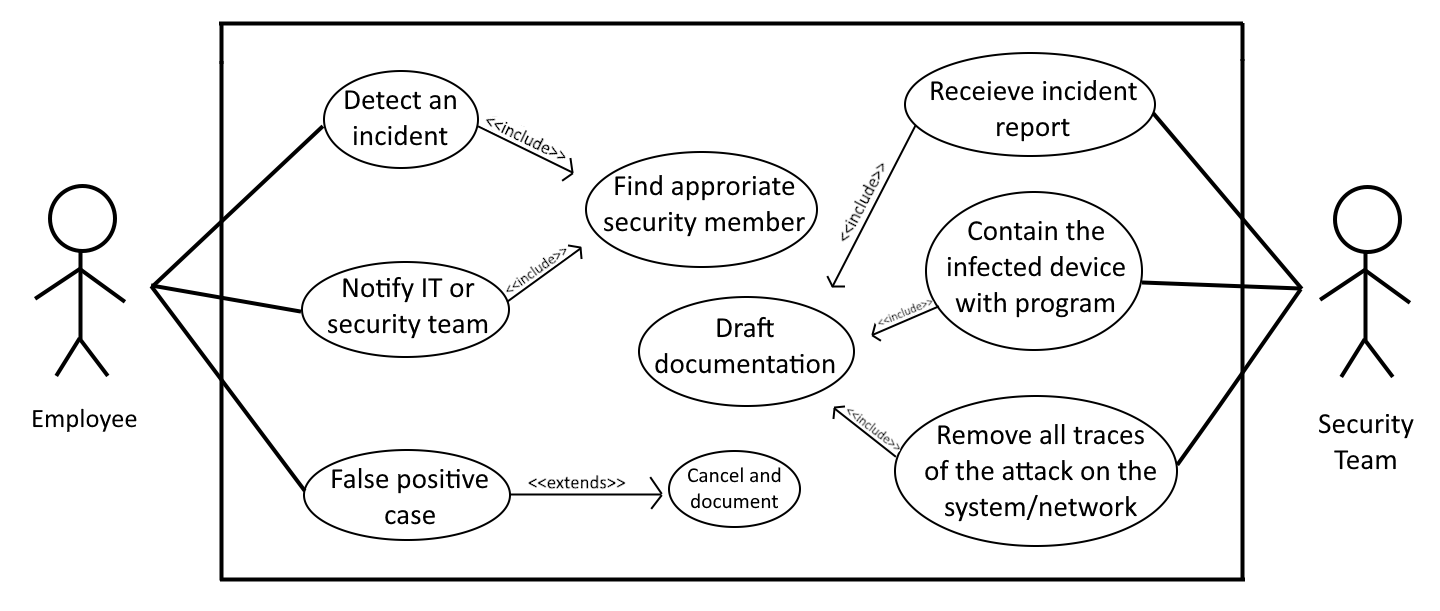 Detect an
incident
<<include>>
Find approriate
security member
Receieve incident
report
<<include>>
Contain the
infected device
with program
Notify IT or
security team
<<include>>
Draft
documentation
<<include>>
Employee
Security
Team
False positive
case
<<extends>>
Cancel and
document
<<include>>
Remove all traces
of the attack on the
system/network